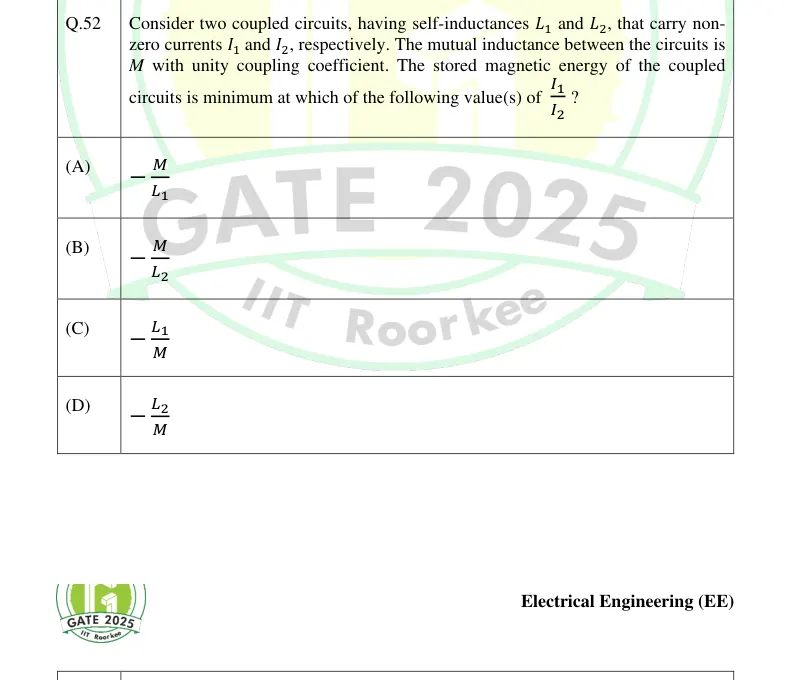 Q.52 Consider two coupled circuits, having self-inductances L₁ and L₂, that carry non-
zero currents I₁ and I₂, respectively. The mutual inductance between the circuits is
M with unity coupling coefficient. The stored magnetic energy of the coupled
circuits is minimum at which of the following value(s) of I₁/I₂ ?
(A) −M/L₁
(B) −M/L₂
(C) −L₁/M
(D) −L₂/M
GATE 2025
IIT Roorkee
GATE 2025
IIT Roorkee
Electrical Engineering (EE)